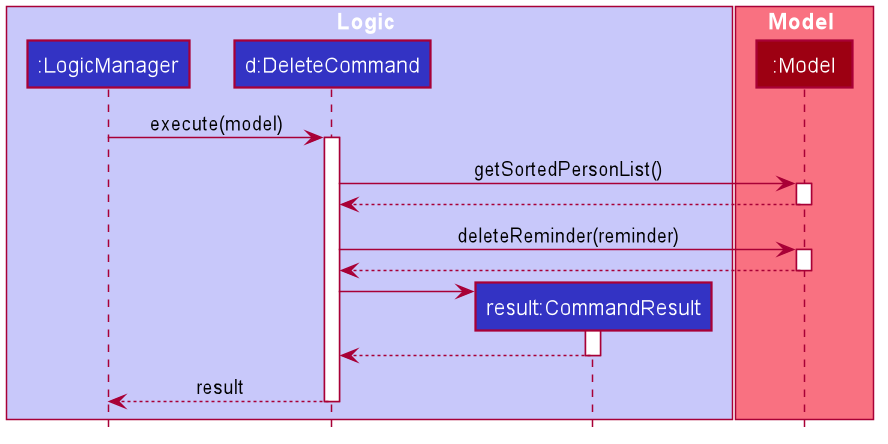 Logic
Model
:LogicManager
d:DeleteCommand
:Model
execute(model)
getSortedPersonList()
deleteReminder(reminder)
result:CommandResult
result